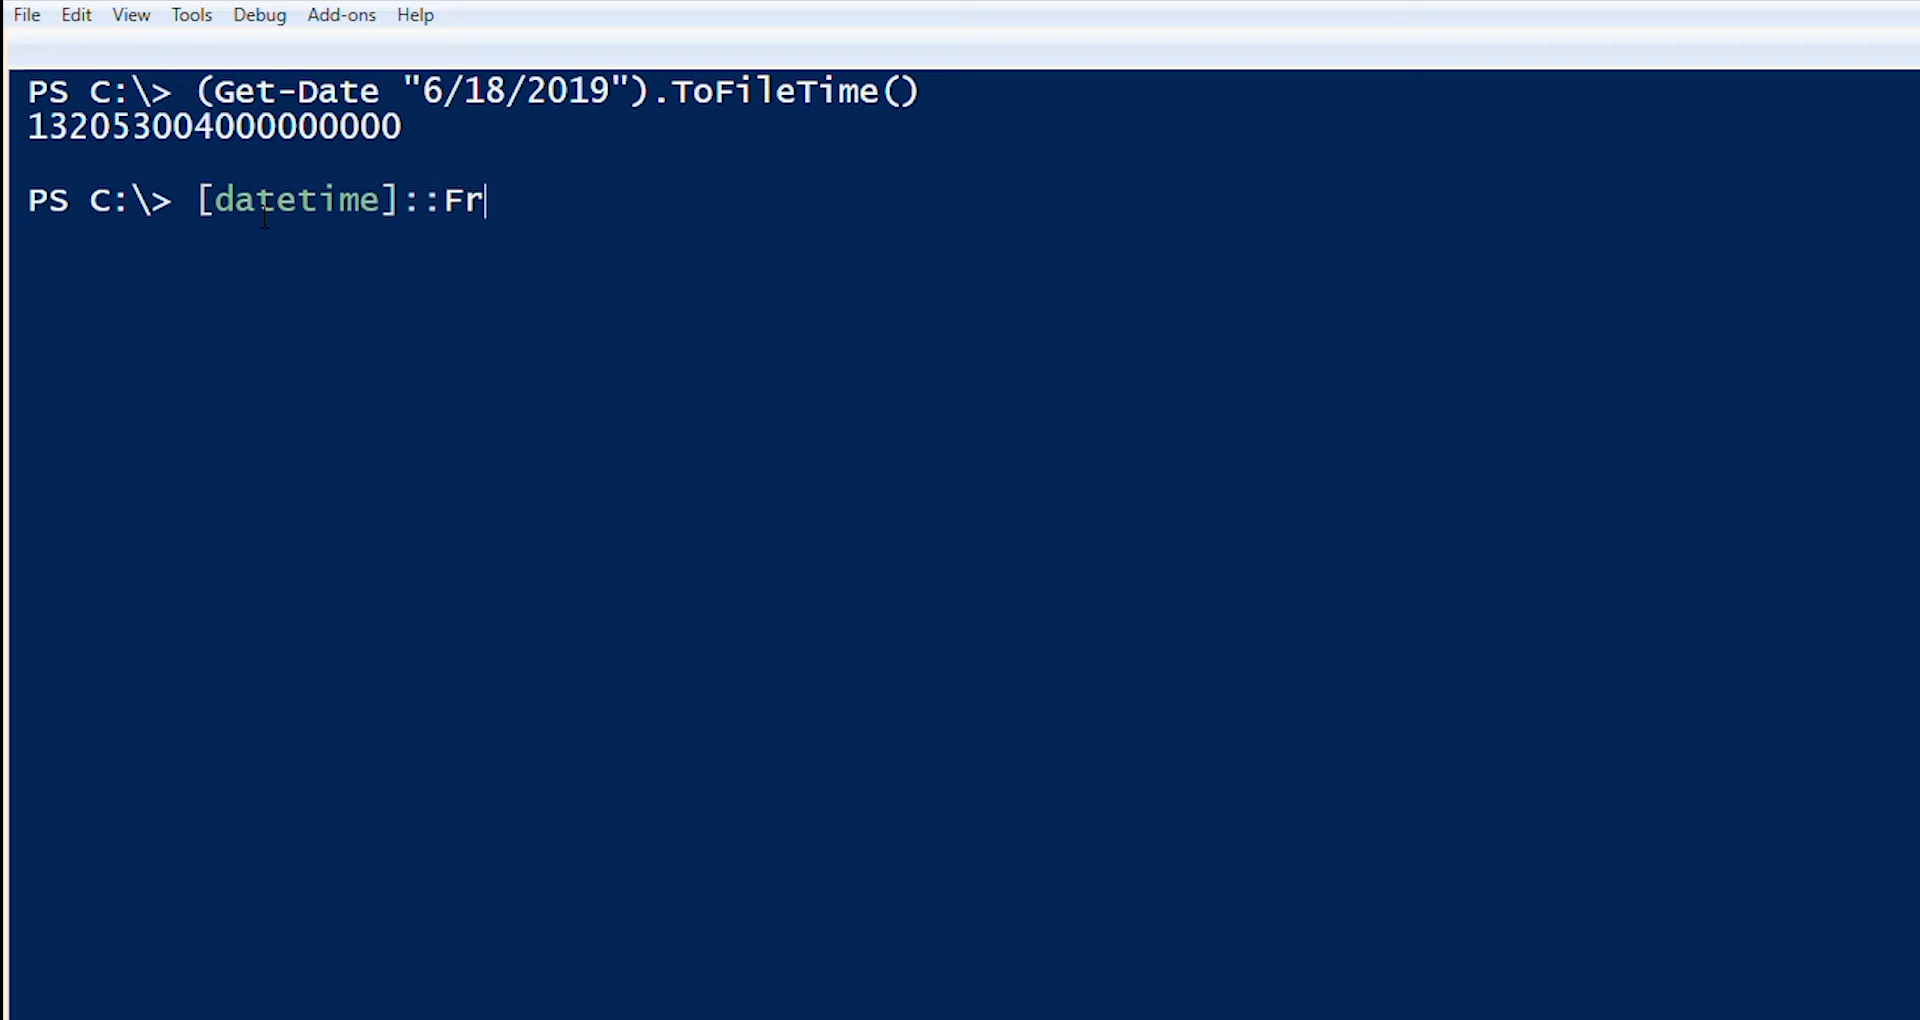 File Edit View Tools Debug Add-ons Help
PS C:\> (Get-Date "6/18/2019").ToFileTime()
132053004000000000
PS C:\> [datetime]::Fr